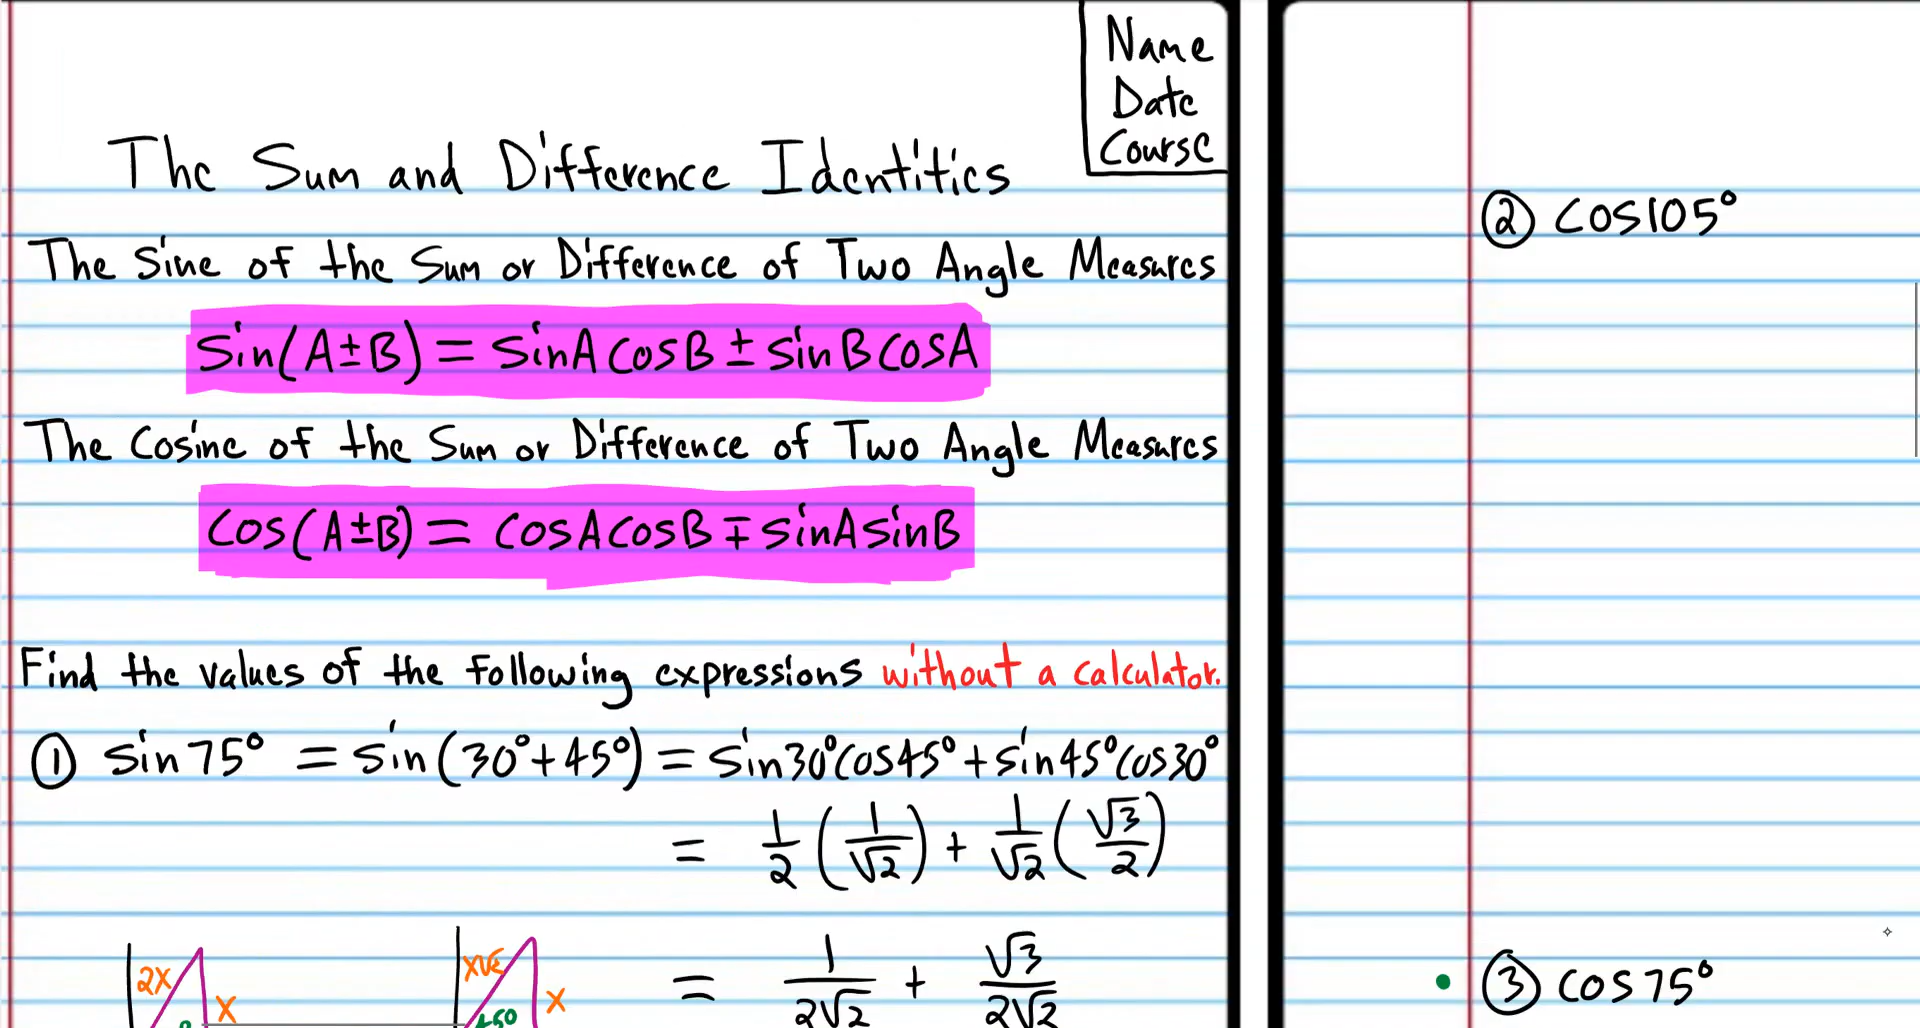 Name
Date
Course
The Sum and Difference Identities
The Sine of the Sum or Difference of Two Angle Measures
Sin(A±B) = SinA CosB ± SinB CosA
The Cosine of the Sum or Difference of Two Angle Measures
Cos(A±B) = CosA CosB ∓ SinA SinB
Find the values of the following expressions without a calculator.
① Sin75° = Sin(30°+45°) = Sin30°Cos45° + Sin45°Cos30°
= 1/2 (1/√2) + 1/√2 (√3/2)
= 1/(2√2) + √3/(2√2)
2X
X
X√2
X
45°
② Cos105°
③ Cos75°